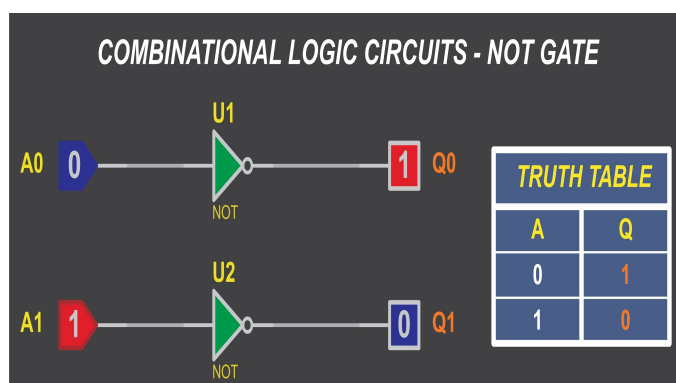 COMBINATIONAL LOGIC CIRCUITS - NOT GATE
U1
A0 0 1 Q0
NOT
U2
A1 1 0 Q1
NOT
TRUTH TABLE
A Q
0 1
1 0